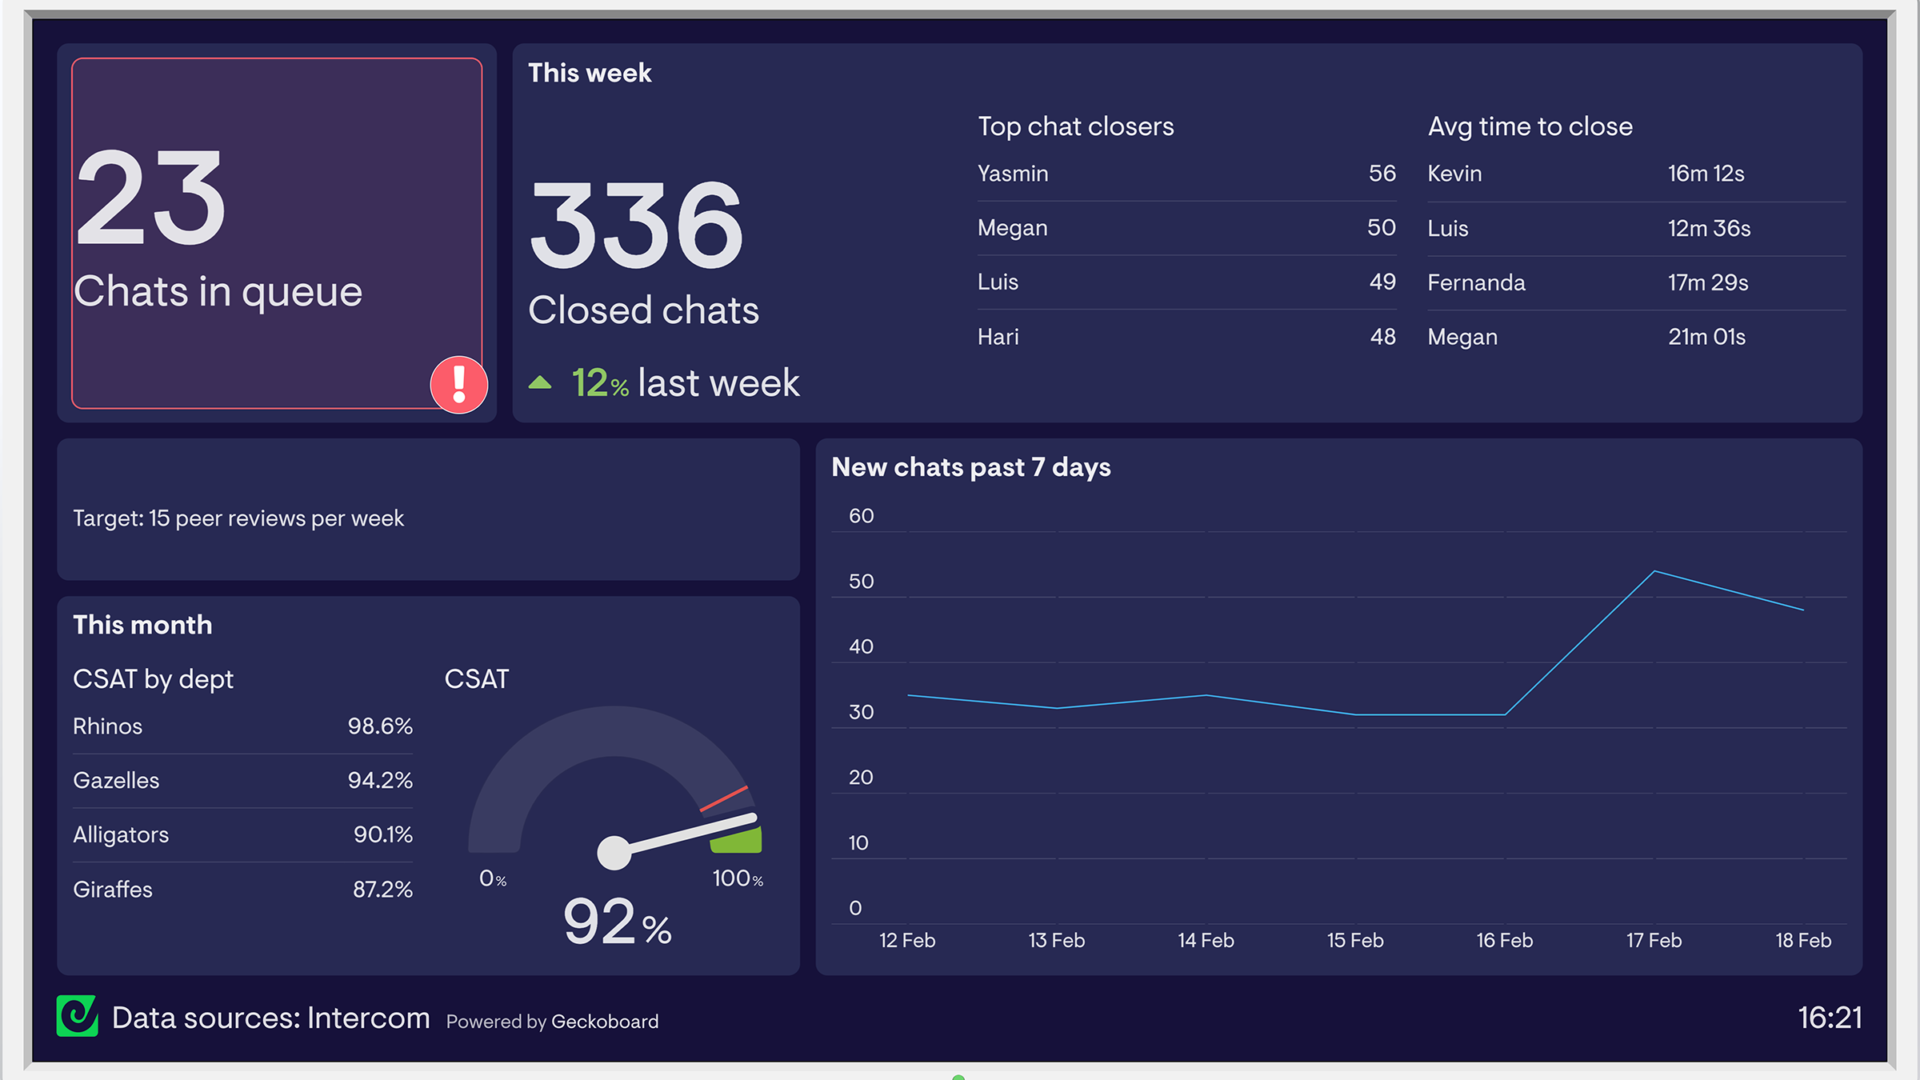 23
Chats in queue
!
This week
336
Closed chats
12% last week
Top chat closers
Yasmin 56
Megan 50
Luis 49
Hari 48
Avg time to close
Kevin 16m 12s
Luis 12m 36s
Fernanda 17m 29s
Megan 21m 01s
Target: 15 peer reviews per week
This month
CSAT by dept
Rhinos 98.6%
Gazelles 94.2%
Alligators 90.1%
Giraffes 87.2%
CSAT
0% 100%
92%
New chats past 7 days
60
50
40
30
20
10
0
12 Feb 13 Feb 14 Feb 15 Feb 16 Feb 17 Feb 18 Feb
Data sources: Intercom Powered by Geckoboard
16:21